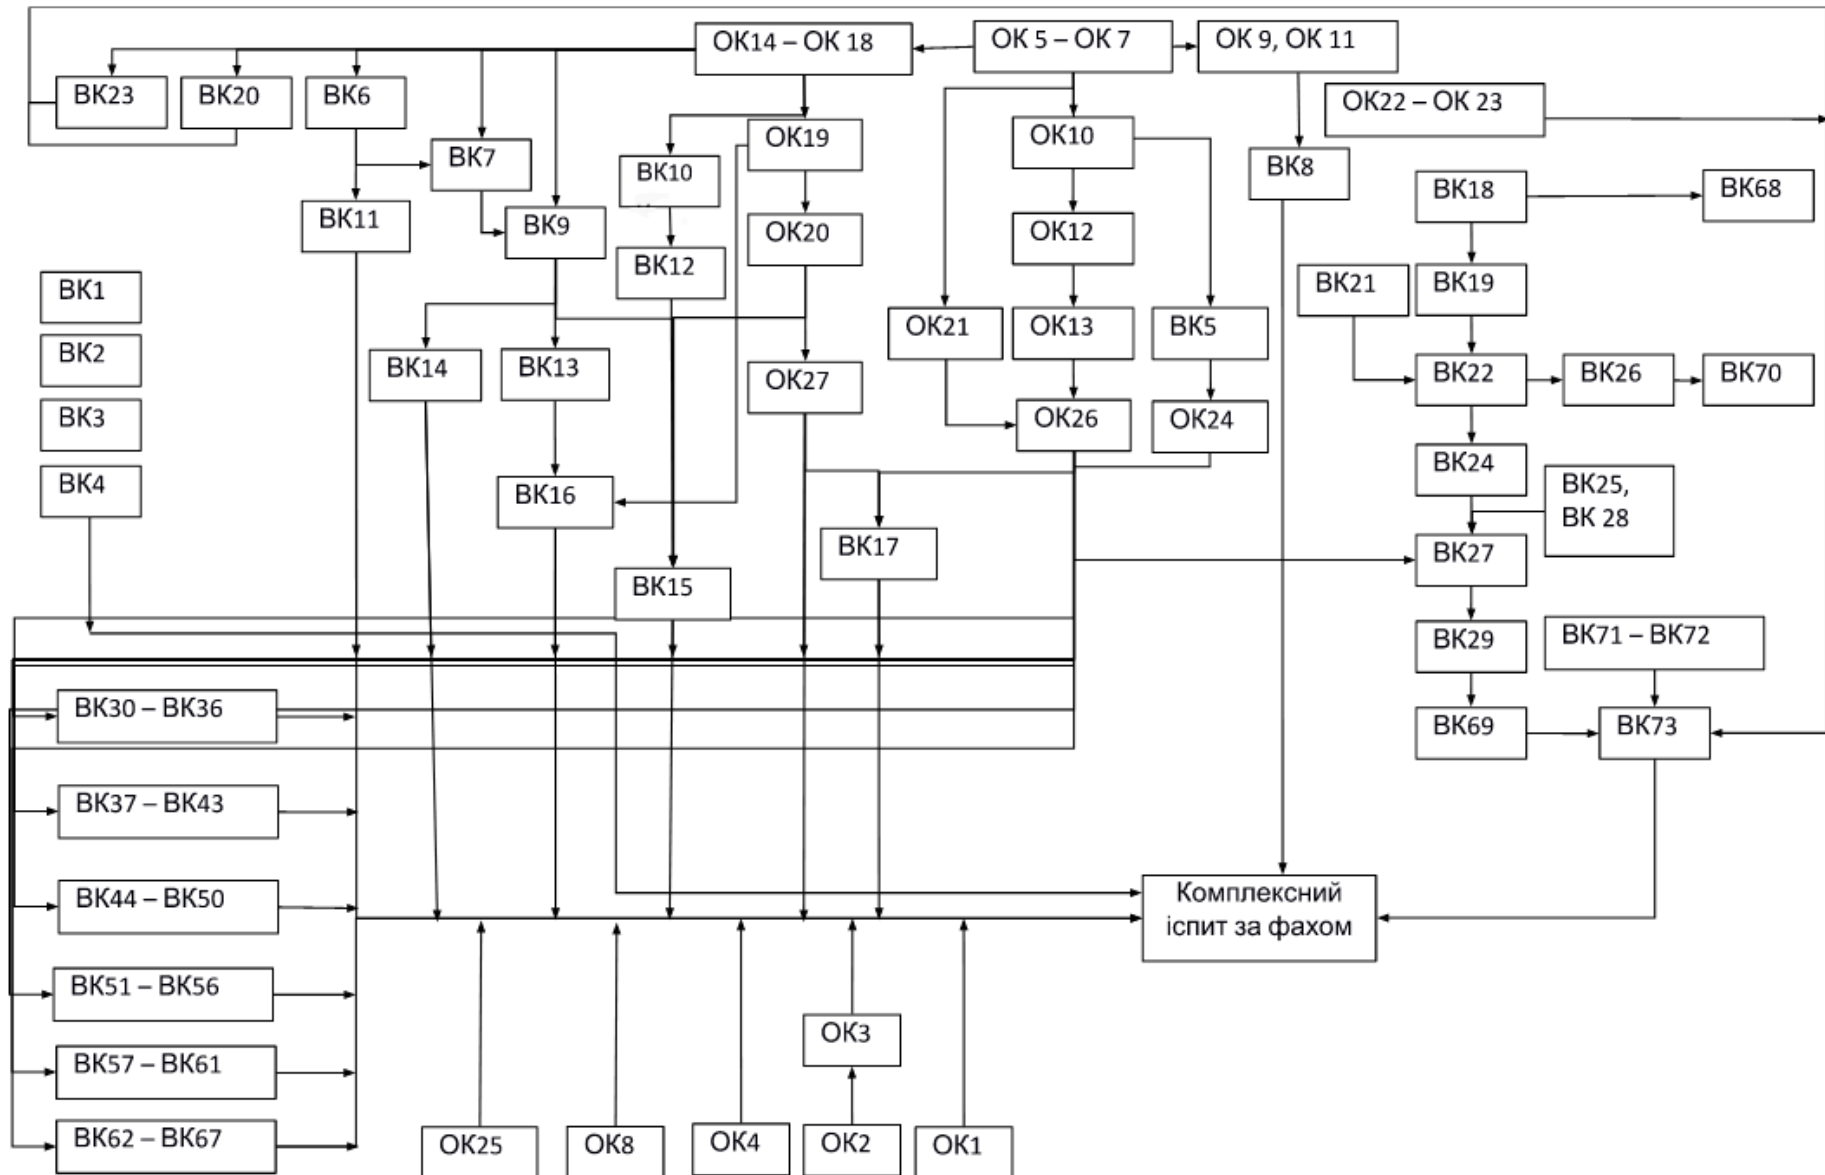 ОК14 – ОК 18
ОК 5 – ОК 7
ОК 9, ОК 11
ВК23
ВК20
ВК6
ОК22 – ОК 23
ВК7
ВК10
ОК19
ОК10
ВК8
ВК18
ВК68
ВК11
ВК9
ОК20
ОК12
ВК12
ВК1
ВК21
ВК19
ВК2
ОК21
ОК13
ВК5
ВК14
ВК13
ОК27
ВК22
ВК26
ВК70
ВК3
ОК26
ОК24
ВК4
ВК16
ВК24
ВК25,
ВК 28
ВК17
ВК27
ВК15
ВК29
ВК71 – ВК72
ВК30 – ВК36
ВК69
ВК73
ВК37 – ВК43
ВК44 – ВК50
Комплексний
іспит за фахом
ВК51 – ВК56
ОК3
ВК57 – ВК61
ВК62 – ВК67
ОК25
ОК8
ОК4
ОК2
ОК1